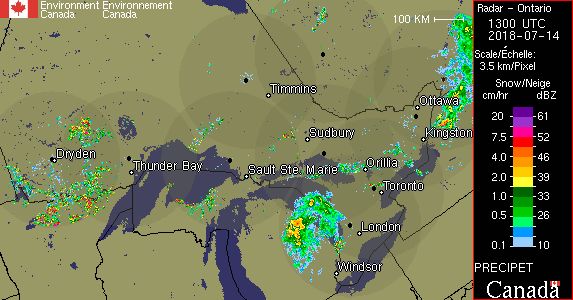 Environment Environnement
Canada Canada
100 KM
Timmins
Ottawa
Sudbury
Kingston
Dryden
Thunder Bay
Sault Ste. Marie
Orillia
Toronto
London
Windsor
Radar - Ontario
1300 UTC
2018-07-14
Scale/Échelle:
3.5 km/Pixel
Snow/Neige
cm/hr dBZ
20 61
7.5 52
4.0 46
2.0 39
1.0 33
0.5 26
0.1 10
PRECIPET
Canada